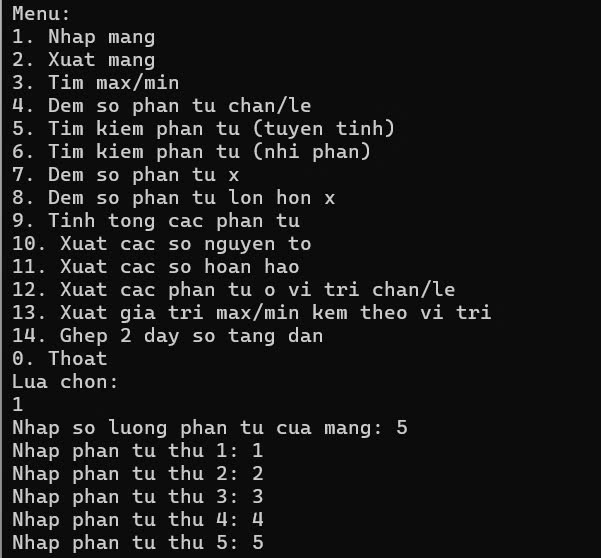 Menu:
1. Nhap mang
2. Xuat mang
3. Tim max/min
4. Dem so phan tu chan/le
5. Tim kiem phan tu (tuyen tinh)
6. Tim kiem phan tu (nhi phan)
7. Dem so phan tu x
8. Dem so phan tu lon hon x
9. Tinh tong cac phan tu
10. Xuat cac so nguyen to
11. Xuat cac so hoan hao
12. Xuat cac phan tu o vi tri chan/le
13. Xuat gia tri max/min kem theo vi tri
14. Ghep 2 day so tang dan
0. Thoat
Lua chon:
1
Nhap so luong phan tu cua mang: 5
Nhap phan tu thu 1: 1
Nhap phan tu thu 2: 2
Nhap phan tu thu 3: 3
Nhap phan tu thu 4: 4
Nhap phan tu thu 5: 5